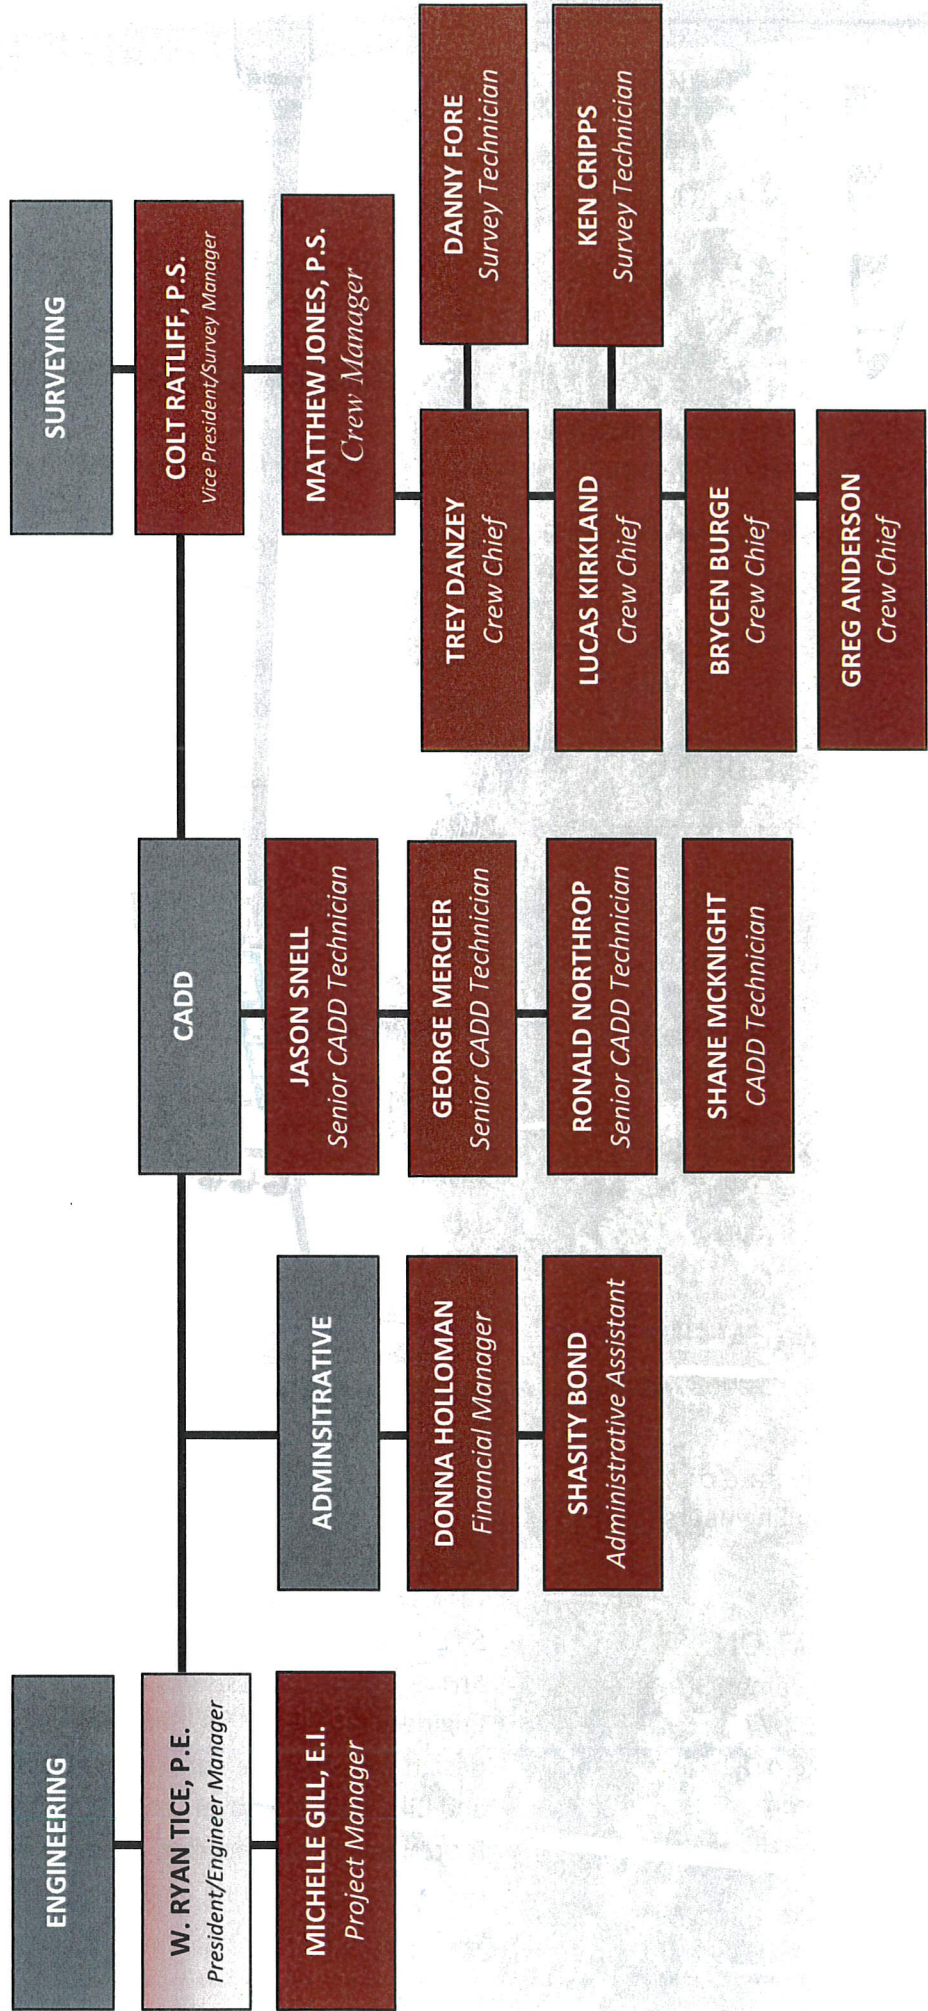 ENGINEERING
W. RYAN TICE, P.E.
President/Engineer Manager
MICHELLE GILL, E.I.
Project Manager
ADMINSITRATIVE
DONNA HOLLOMAN
Financial Manager
SHASITY BOND
Administrative Assistant
CADD
JASON SNELL
Senior CADD Technician
GEORGE MERCIER
Senior CADD Technician
RONALD NORTHROP
Senior CADD Technician
SHANE MCKNIGHT
CADD Technician
SURVEYING
COLT RATLIFF, P.S.
Vice President/Survey Manager
MATTHEW JONES, P.S.
Crew Manager
TREY DANZEY
Crew Chief
DANNY FORE
Survey Technician
LUCAS KIRKLAND
Crew Chief
KEN CRIPPS
Survey Technician
BRYCEN BURGE
Crew Chief
GREG ANDERSON
Crew Chief